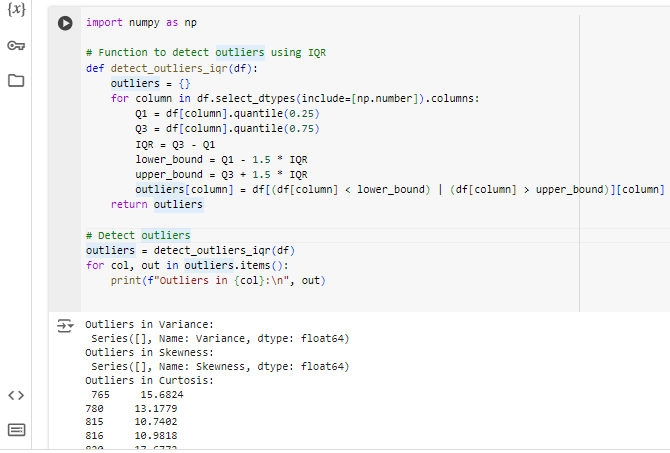 {x}
import numpy as np
# Function to detect outliers using IQR
def detect_outliers_iqr(df):
    outliers = {}
    for column in df.select_dtypes(include=[np.number]).columns:
        Q1 = df[column].quantile(0.25)
        Q3 = df[column].quantile(0.75)
        IQR = Q3 - Q1
        lower_bound = Q1 - 1.5 * IQR
        upper_bound = Q3 + 1.5 * IQR
        outliers[column] = df[(df[column] < lower_bound) | (df[column] > upper_bound)][column]
    return outliers
# Detect outliers
outliers = detect_outliers_iqr(df)
for col, out in outliers.items():
    print(f"Outliers in {col}:\n", out)
Outliers in Variance:
 Series([], Name: Variance, dtype: float64)
Outliers in Skewness:
 Series([], Name: Skewness, dtype: float64)
Outliers in Curtosis:
 765     15.6824
780     13.1779
815     10.7402
816     10.9818